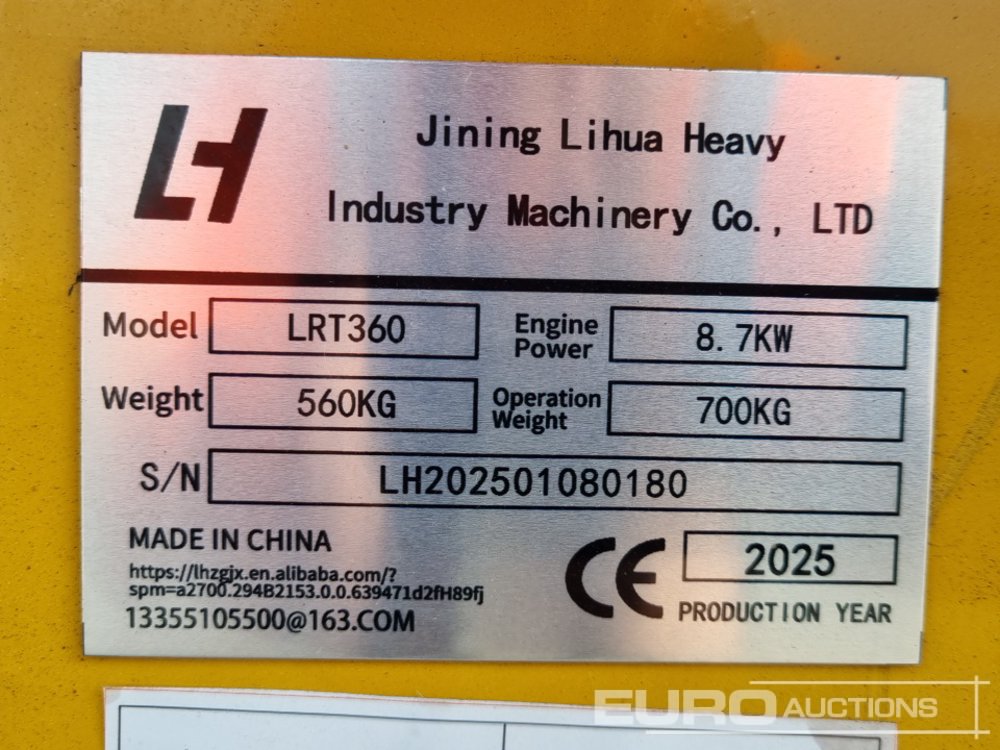 LH
Jining Lihua Heavy
Industry Machinery Co., LTD
Model LRT360 Engine Power 8.7KW
Weight 560KG Operation Weight 700KG
S/N LH202501080180
MADE IN CHINA
https://lhzgjx.en.alibaba.com/?
spm=a2700.294B2153.0.0.639471d2fH89fj
13355105500@163.COM
CE 2025
PRODUCTION YEAR
EURO AUCTIONS